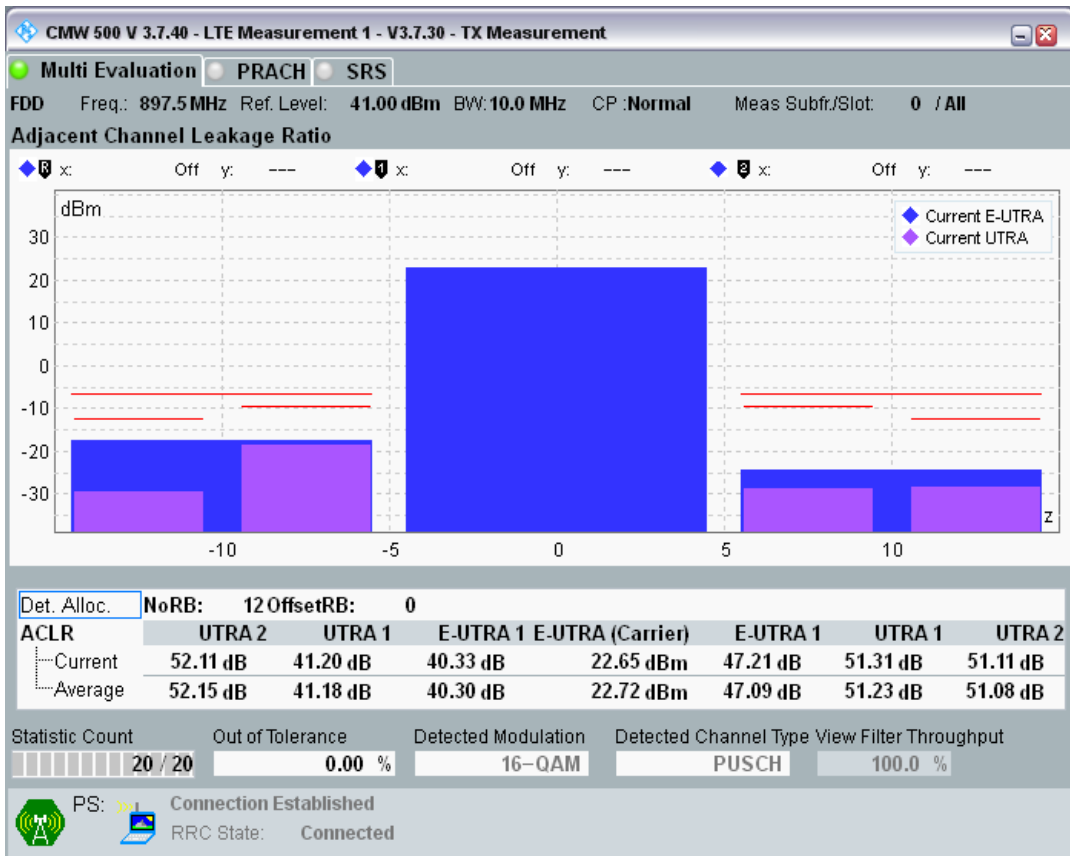 CMW 500 V 3.7.40 - LTE Measurement 1 - V3.7.30 - TX Measurement
Multi Evaluation PRACH SRS
FDD Freq.: 897.5 MHz Ref. Level: 41.00 dBm BW: 10.0 MHz CP :Normal Meas Subfr./Slot: 0 / All
Adjacent Channel Leakage Ratio
R x: Off y: --- 1 x: Off y: --- 2 x: Off y: ---
dBm
Current E-UTRA
Current UTRA
30
20
10
0
-10
-20
-30
z
-10 -5 0 5 10
Det. Alloc. NoRB: 12 OffsetRB: 0
ACLR UTRA 2 UTRA 1 E-UTRA 1 E-UTRA (Carrier) E-UTRA 1 UTRA 1 UTRA 2
Current 52.11 dB 41.20 dB 40.33 dB 22.65 dBm 47.21 dB 51.31 dB 51.11 dB
Average 52.15 dB 41.18 dB 40.30 dB 22.72 dBm 47.09 dB 51.23 dB 51.08 dB
Statistic Count Out of Tolerance Detected Modulation Detected Channel Type View Filter Throughput
20 / 20 0.00 % 16-QAM PUSCH 100.0 %
PS: Connection Established
RRC State: Connected